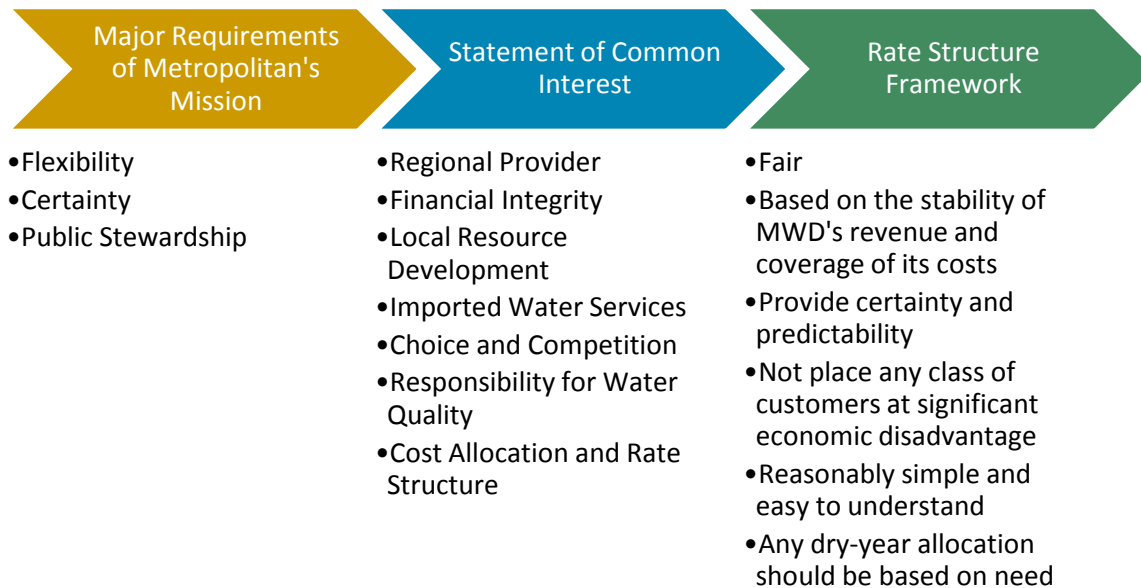 Major Requirements
of Metropolitan's
Mission
•Flexibility
•Certainty
•Public Stewardship
Statement of Common
Interest
•Regional Provider
•Financial Integrity
•Local Resource
Development
•Imported Water Services
•Choice and Competition
•Responsibility for Water
Quality
•Cost Allocation and Rate
Structure
Rate Structure
Framework
•Fair
•Based on the stability of
MWD's revenue and
coverage of its costs
•Provide certainty and
predictability
•Not place any class of
customers at significant
economic disadvantage
•Reasonably simple and
easy to understand
•Any dry-year allocation
should be based on need